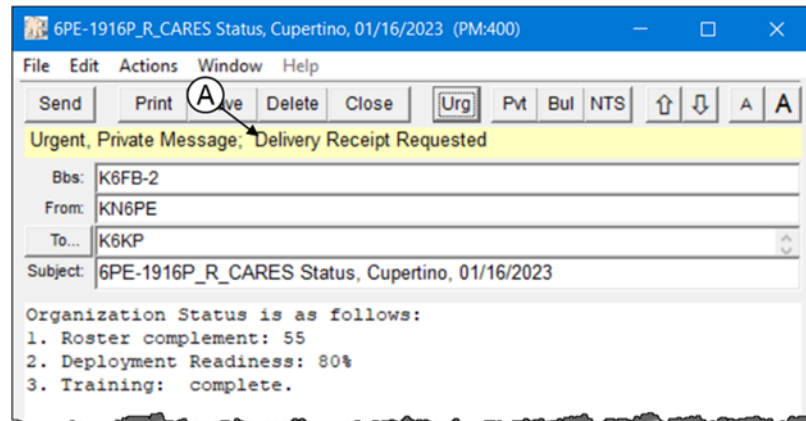 6PE-1916P_R_CARES Status, Cupertino, 01/16/2023 (PM:400)
File Edit Actions Window Help
Send Print A ve Delete Close Urg Pvt Bul NTS A A
Urgent, Private Message; Delivery Receipt Requested
Bbs: K6FB-2
From: KN6PE
To... K6KP
Subject: 6PE-1916P_R_CARES Status, Cupertino, 01/16/2023
Organization Status is as follows:
1. Roster complement: 55
2. Deployment Readiness: 80%
3. Training: complete.